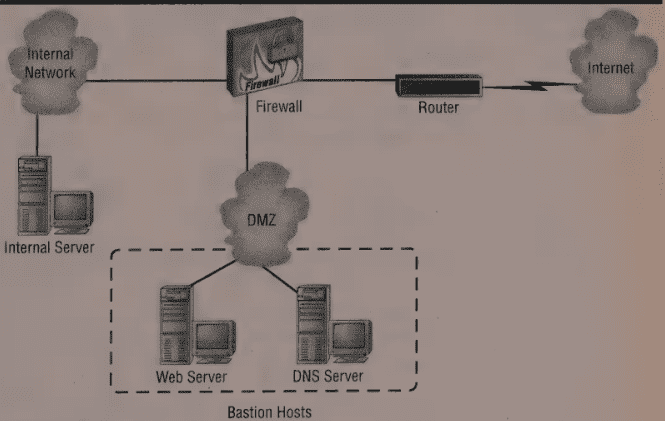 Internal
Network
Firewall
Firewall
Router
Internet
Internal Server
DMZ
Web Server
DNS Server
Bastion Hosts